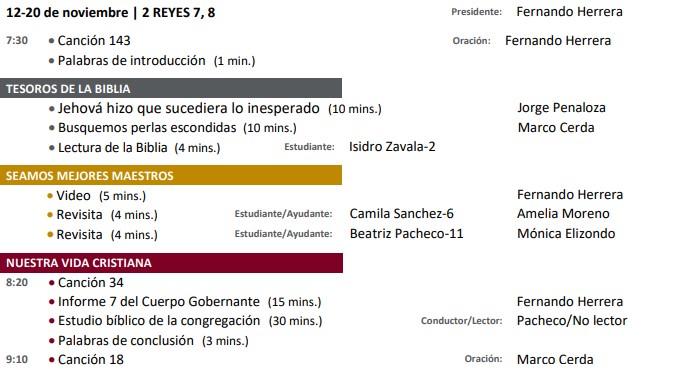 12-20 de noviembre | 2 REYES 7, 8 Presidente: Fernando Herrera
7:30 • Canción 143 Oración: Fernando Herrera
• Palabras de introducción (1 min.)
TESOROS DE LA BIBLIA
• Jehová hizo que sucediera lo inesperado (10 mins.) Jorge Penaloza
• Busquemos perlas escondidas (10 mins.) Marco Cerda
• Lectura de la Biblia (4 mins.) Estudiante: Isidro Zavala-2
SEAMOS MEJORES MAESTROS
• Video (5 mins.) Fernando Herrera
• Revisita (4 mins.) Estudiante/Ayudante: Camila Sanchez-6 Amelia Moreno
• Revisita (4 mins.) Estudiante/Ayudante: Beatriz Pacheco-11 Mónica Elizondo
NUESTRA VIDA CRISTIANA
8:20 • Canción 34
• Informe 7 del Cuerpo Gobernante (15 mins.) Fernando Herrera
• Estudio bíblico de la congregación (30 mins.) Conductor/Lector: Pacheco/No lector
• Palabras de conclusión (3 mins.)
9:10 • Canción 18 Oración: Marco Cerda